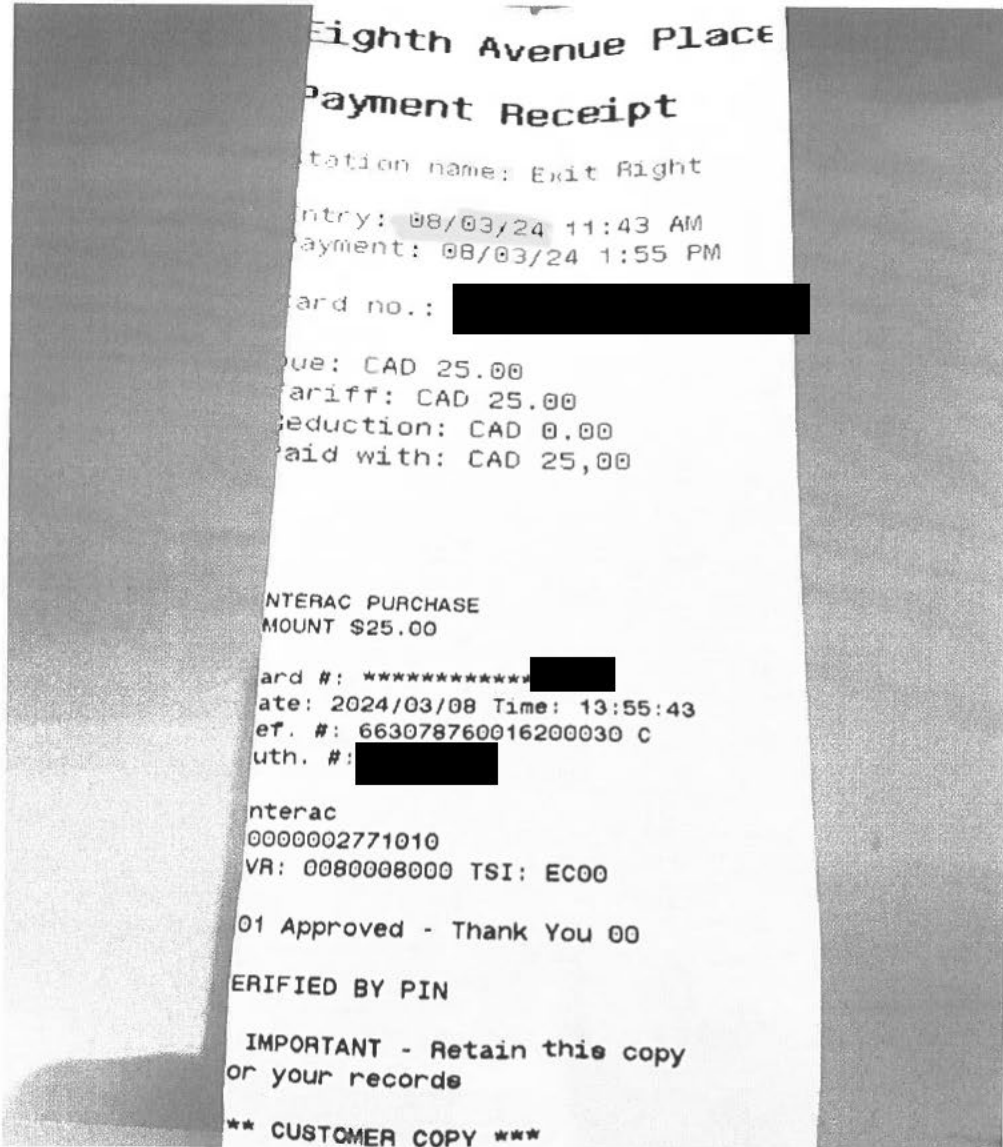 Eighth Avenue Place
Payment Receipt
tation name: Exit Right
ntry: 08/03/24 11:43 AM
ayment: 08/03/24 1:55 PM
ard no.:
ue: CAD 25.00
ariff: CAD 25.00
eduction: CAD 0.00
Paid with: CAD 25,00
NTERAC PURCHASE
MOUNT $25.00
ard #: ************
ate: 2024/03/08 Time: 13:55:43
ef. #: 663078760016200030 C
uth. #:
nterac
0000002771010
VR: 0080008000 TSI: EC00
01 Approved - Thank You 00
ERIFIED BY PIN
IMPORTANT - Retain this copy
or your records
** CUSTOMER COPY ***